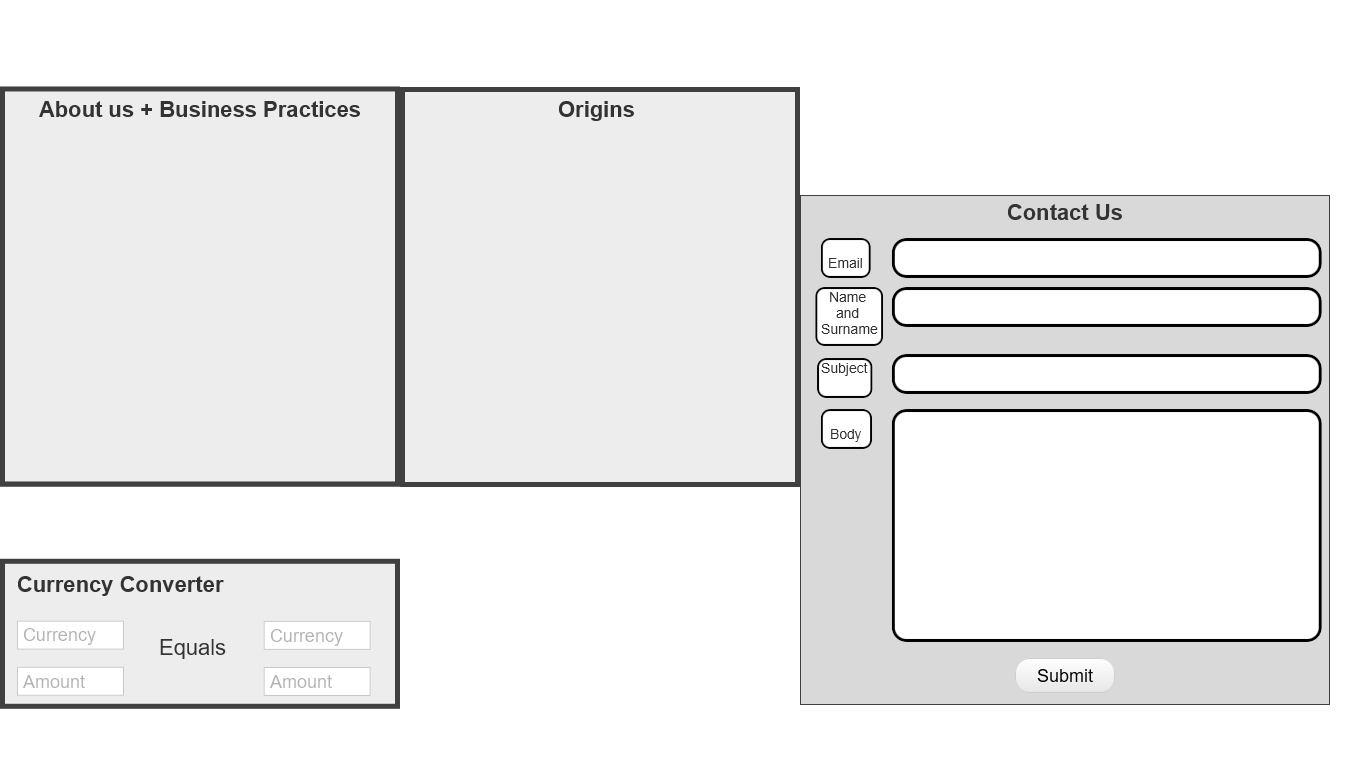 About us + Business Practices
Origins
Contact Us
Email
Name
and
Surname
Subject
Body
Submit
Currency Converter
Currency
Equals
Currency
Amount
Amount